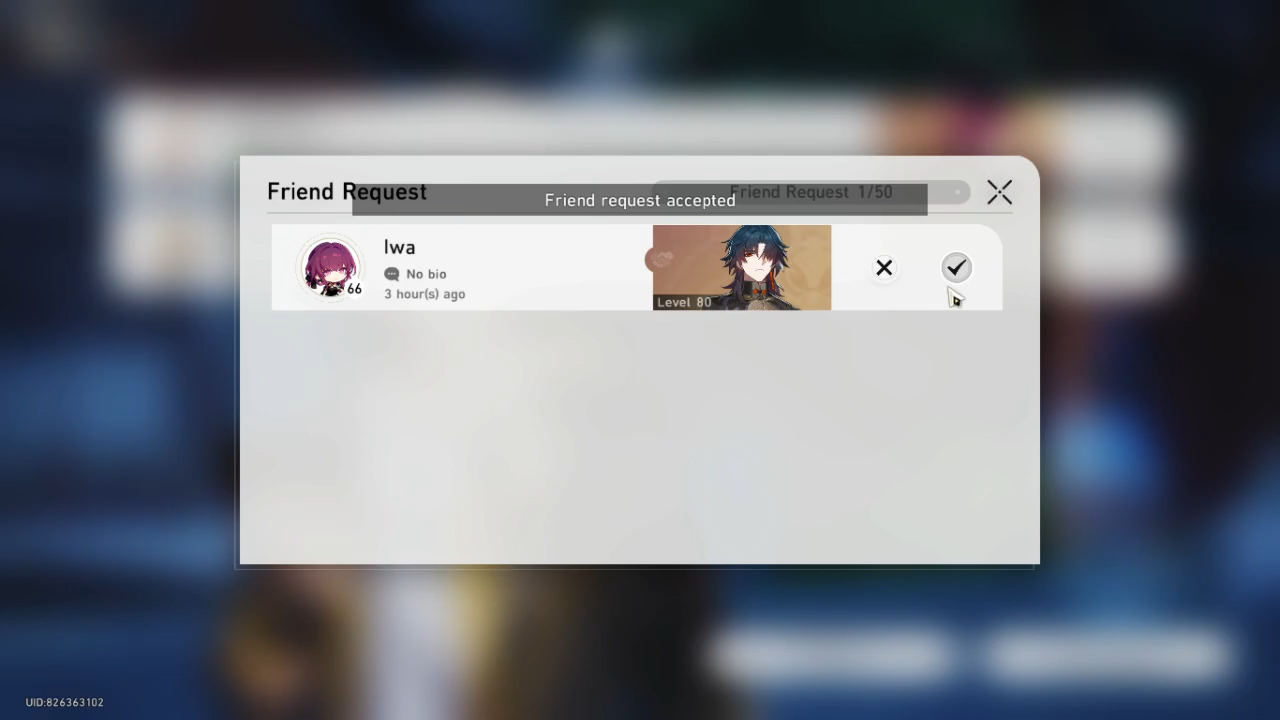 Friend Request
Friend Request 1/50
Friend request accepted
lwa
No bio
3 hour(s) ago
66
Level 80
UID:826363102